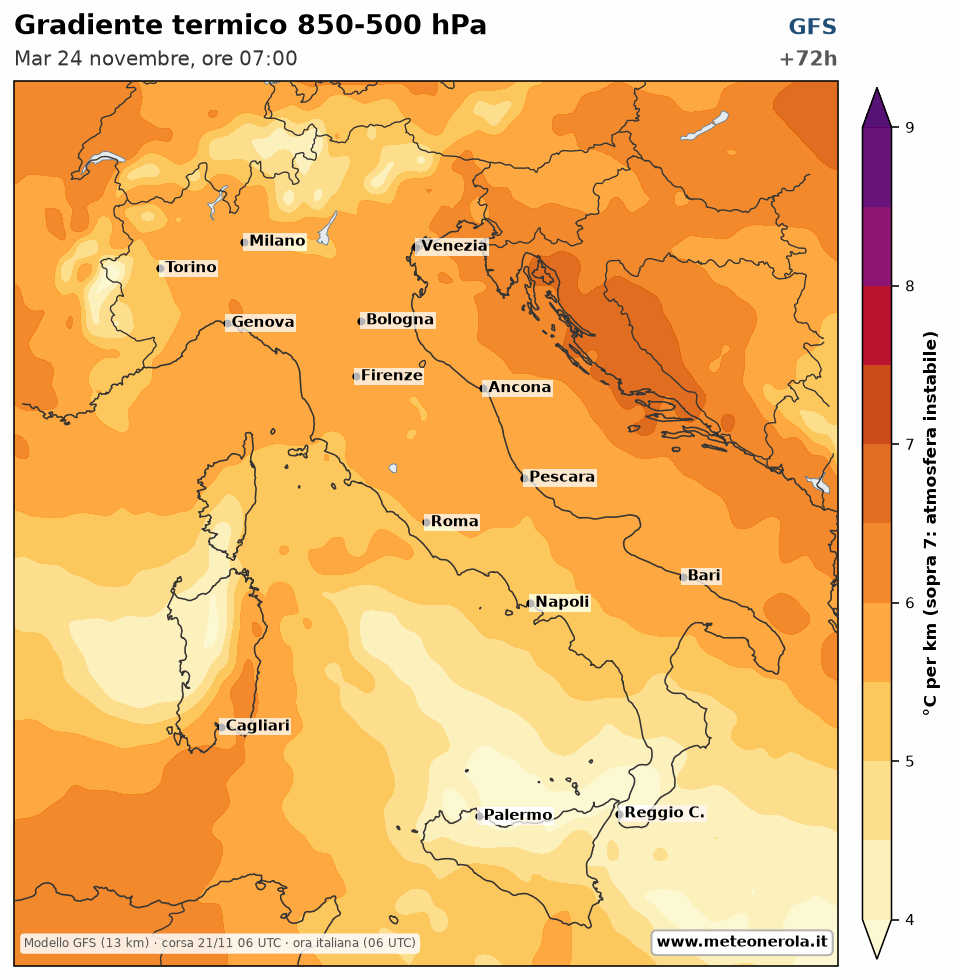 Gradiente termico 850-500 hPa
GFS
Mar 24 novembre, ore 07:00
+72h
Milano
Venezia
Torino
Genova
Bologna
Firenze
Ancona
Pescara
Roma
Bari
Napoli
Cagliari
Palermo
Reggio C.
9
8
7
6
5
4
°C per km (sopra 7: atmosfera instabile)
Modello GFS (13 km) · corsa 21/11 06 UTC · ora italiana (06 UTC)
www.meteonerola.it